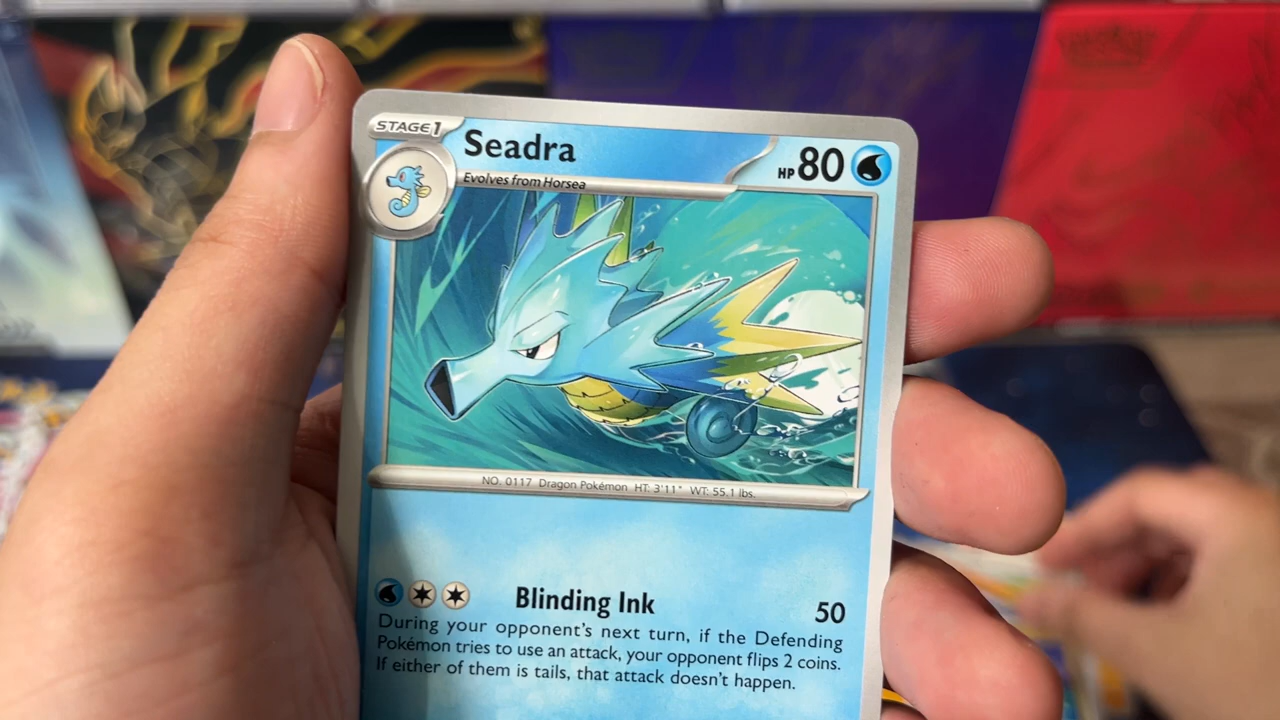 STAGE1
Seadra
HP 80
Evolves from Horsea
NO. 0117 Dragon Pokémon HT: 3'11" WT: 55.1 lbs.
Blinding Ink 50
During your opponent's next turn, if the Defending
Pokémon tries to use an attack, your opponent flips 2 coins.
If either of them is tails, that attack doesn't happen.